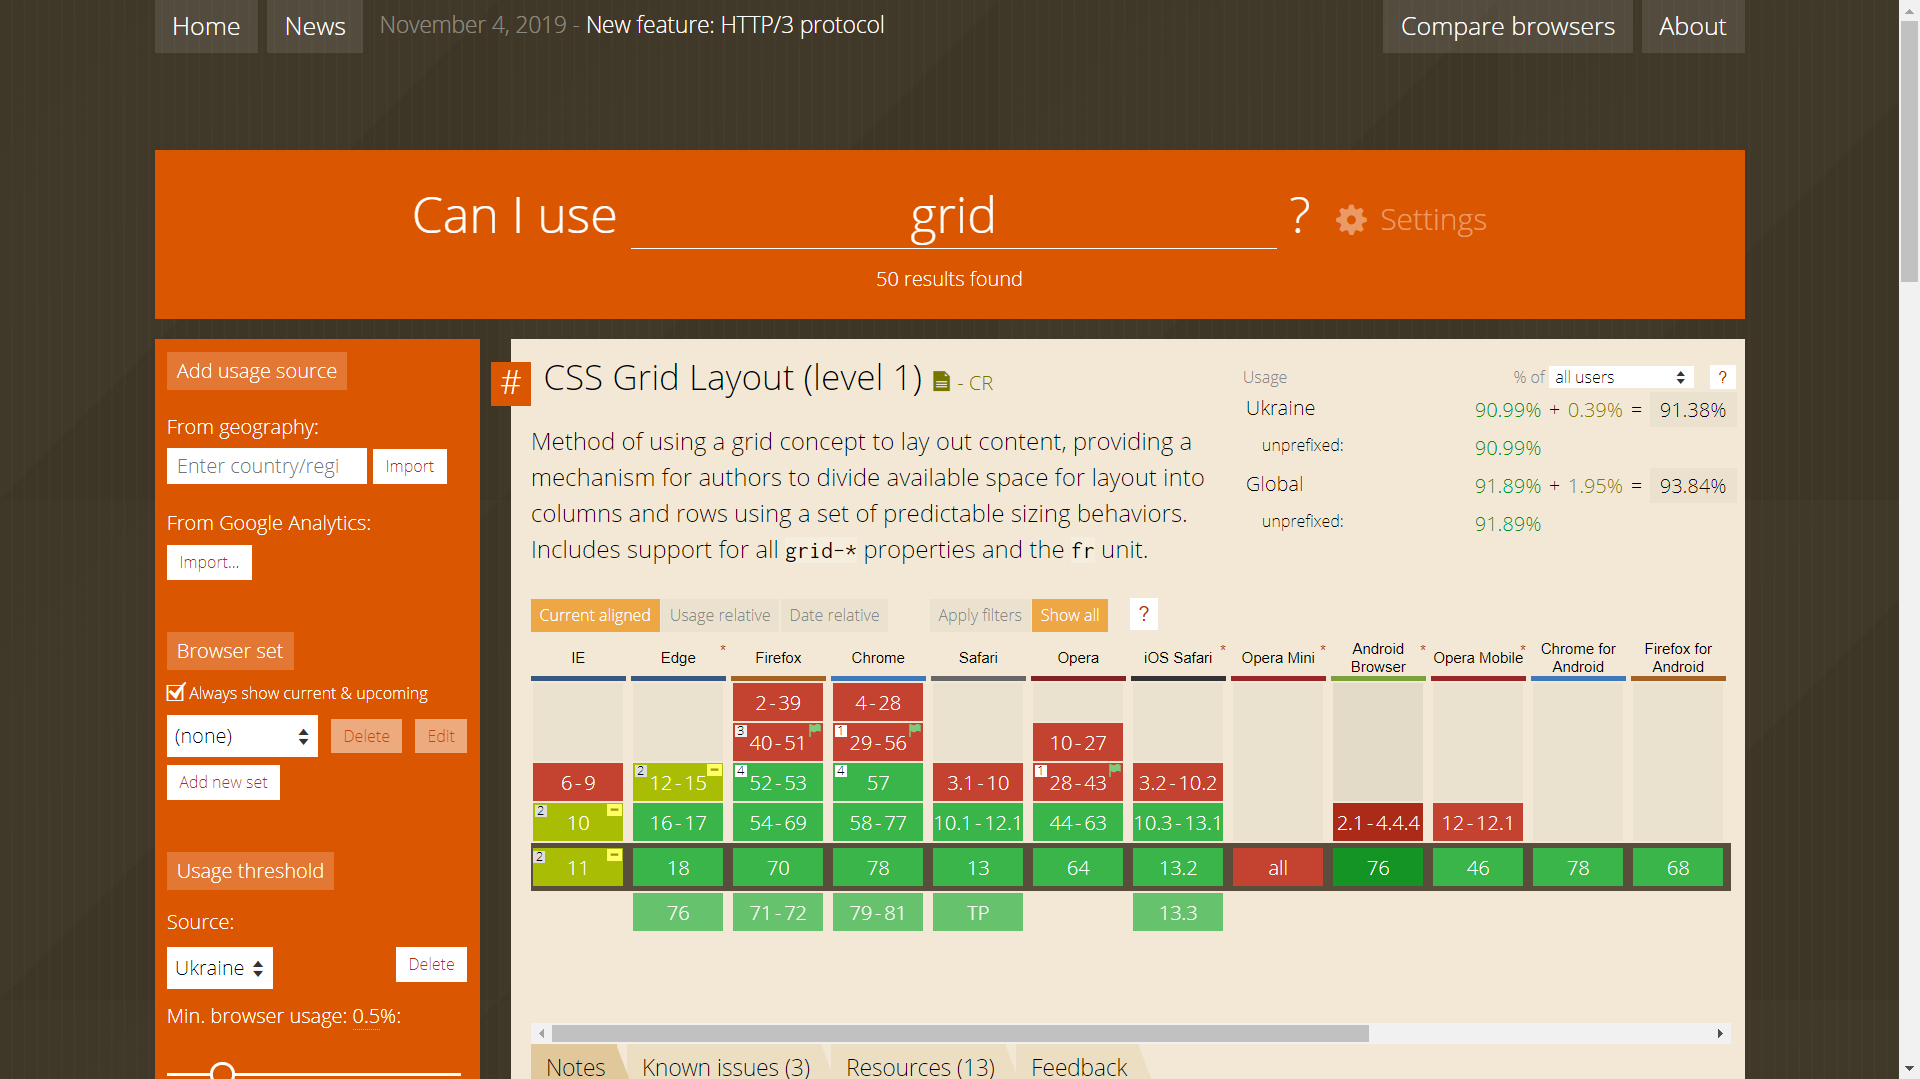 Home
News
November 4, 2019 - New feature: HTTP/3 protocol
Compare browsers
About
Can I use grid ?
Settings
50 results found
Add usage source
From geography:
Enter country/regi
Import
From Google Analytics:
Import...
Browser set
Always show current & upcoming
(none)
Delete
Edit
Add new set
Usage threshold
Source:
Ukraine
Delete
Min. browser usage: 0.5%:
# CSS Grid Layout (level 1) - CR
Method of using a grid concept to lay out content, providing a
mechanism for authors to divide available space for layout into
columns and rows using a set of predictable sizing behaviors.
Includes support for all grid-* properties and the fr unit.
Usage
% of all users ?
Ukraine 90.99% + 0.39% = 91.38%
unprefixed: 90.99%
Global 91.89% + 1.95% = 93.84%
unprefixed: 91.89%
Current aligned Usage relative Date relative Apply filters Show all ?
IE Edge * Firefox Chrome Safari Opera iOS Safari * Opera Mini * Android Browser * Opera Mobile * Chrome for Android Firefox for Android
2-39 4-28
3 40-51 1 29-56 10-27
6-9 2 12-15 4 52-53 4 57 3.1-10 1 28-43 3.2-10.2
2 10 16-17 54-69 58-77 10.1-12.1 44-63 10.3-13.1 2.1-4.4.4 12-12.1
2 11 18 70 78 13 64 13.2 all 76 46 78 68
76 71-72 79-81 TP 13.3
Notes Known issues (3) Resources (13) Feedback